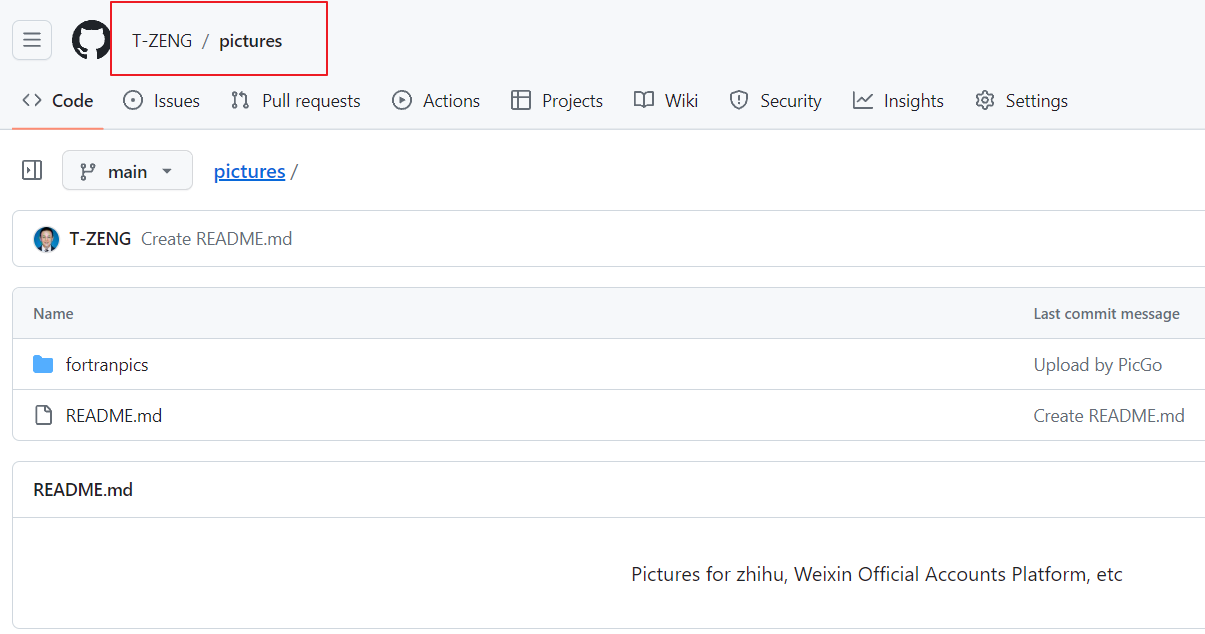 T-ZENG / pictures
Code Issues Pull requests Actions Projects Wiki Security Insights Settings
main pictures /
T-ZENG Create README.md
Name Last commit message
fortranpics Upload by PicGo
README.md Create README.md
README.md
Pictures for zhihu, Weixin Official Accounts Platform, etc